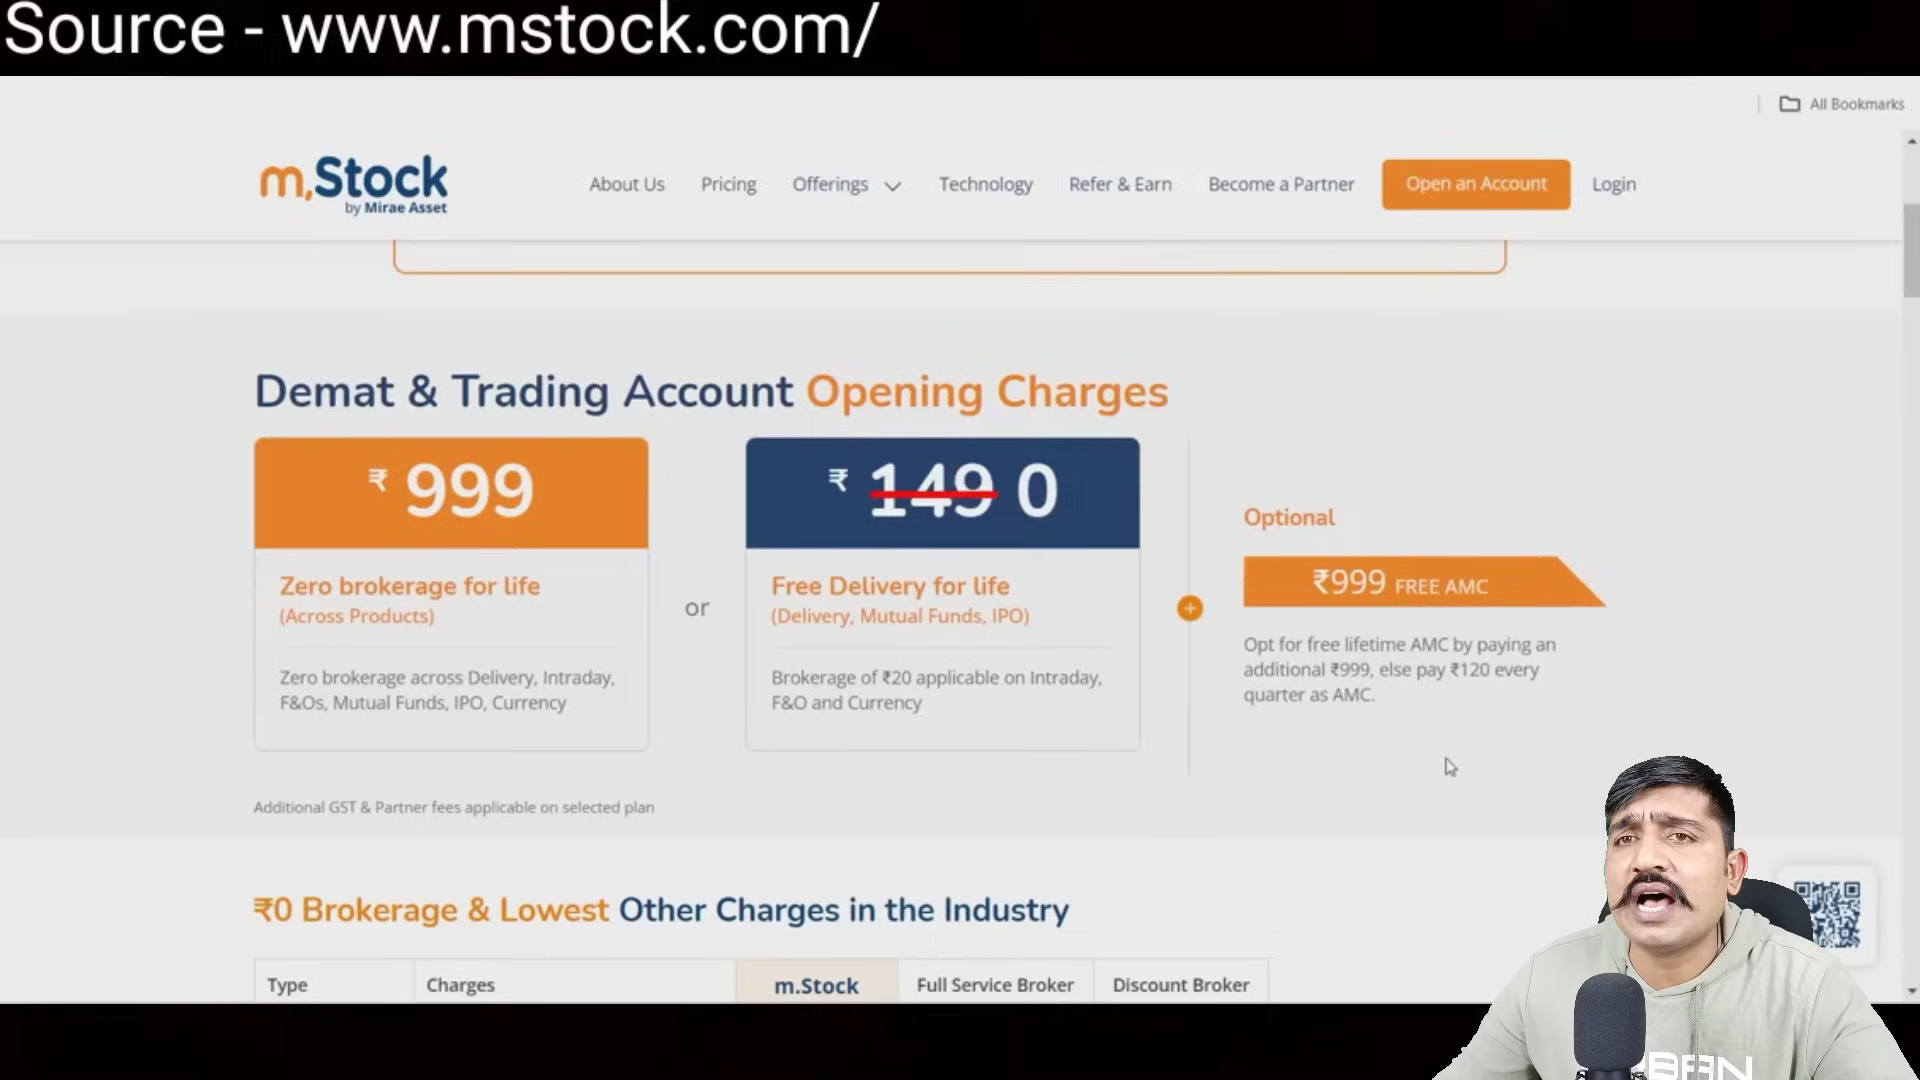 Source - www.mstock.com/
All Bookmarks
m.Stock
by Mirae Asset
About Us
Pricing
Offerings
Technology
Refer & Earn
Become a Partner
Open an Account
Login
Demat & Trading Account Opening Charges
₹ 999
Zero brokerage for life
(Across Products)
Zero brokerage across Delivery, Intraday,
F&Os, Mutual Funds, IPO, Currency
or
₹ 149 0
Free Delivery for life
(Delivery, Mutual Funds, IPO)
Brokerage of ₹20 applicable on Intraday,
F&O and Currency
+
Optional
₹999 FREE AMC
Opt for free lifetime AMC by paying an
additional ₹999, else pay ₹120 every
quarter as AMC.
Additional GST & Partner fees applicable on selected plan
₹0 Brokerage & Lowest Other Charges in the Industry
Type
Charges
m.Stock
Full Service Broker
Discount Broker